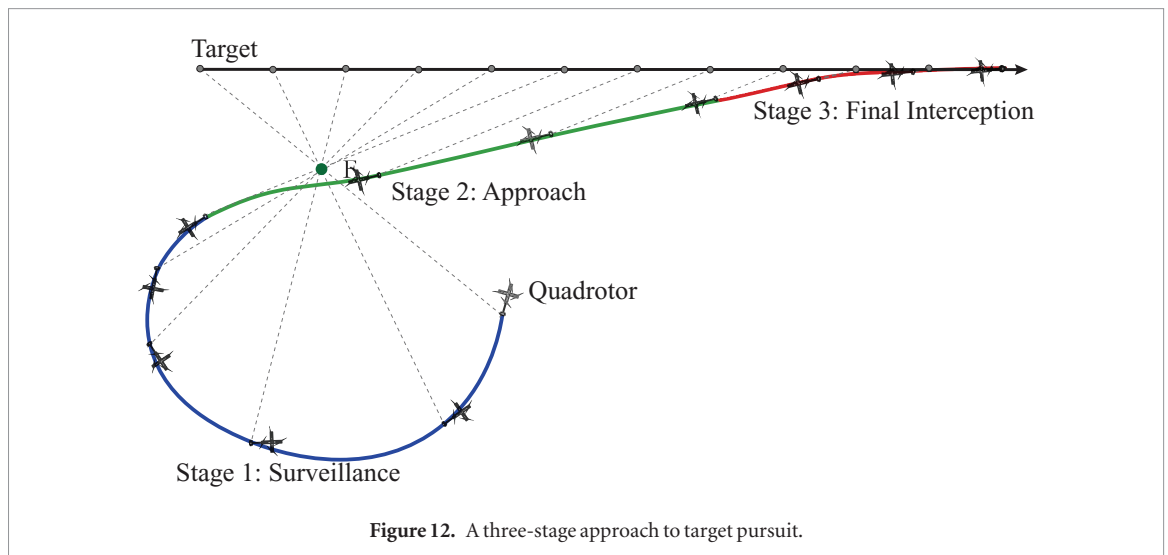 Target
Stage 3: Final Interception
F
Stage 2: Approach
Quadrotor
Stage 1: Surveillance
Figure 12. A three-stage approach to target pursuit.